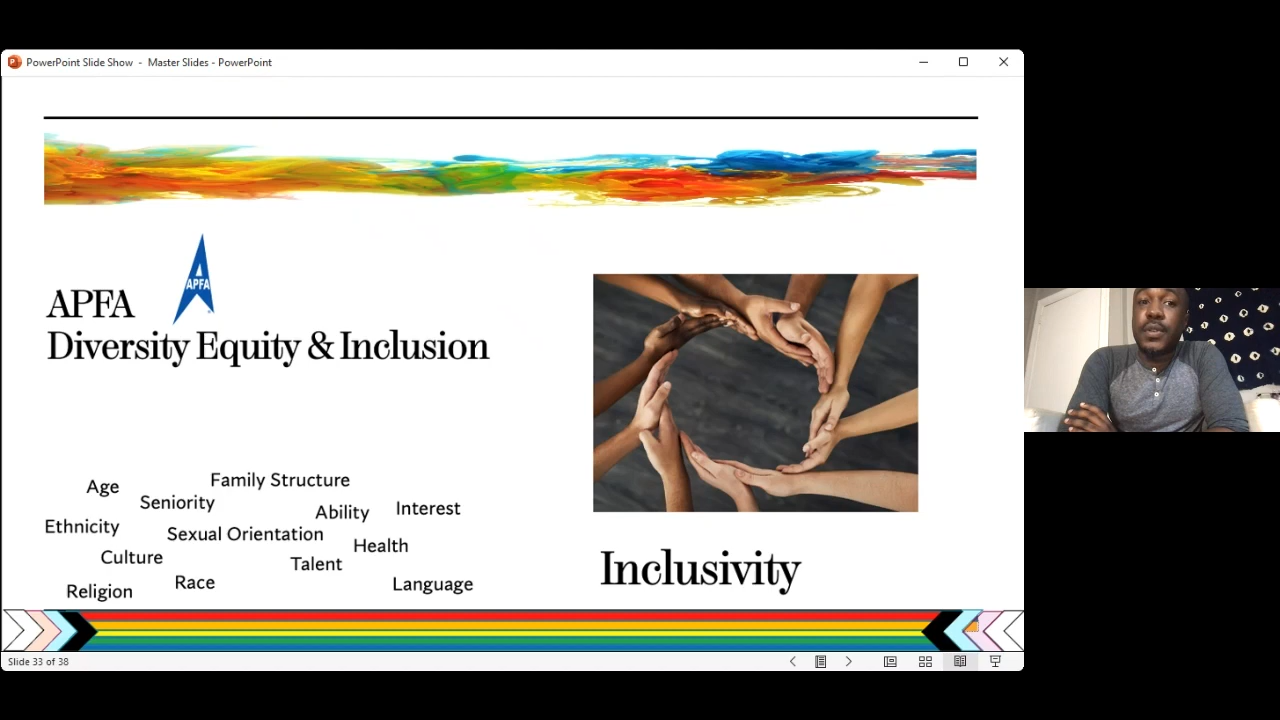 PowerPoint Slide Show - Master Slides - PowerPoint
APFA
APFA
Diversity Equity & Inclusion
Family Structure
Age
Seniority
Interest
Ability
Ethnicity
Sexual Orientation
Health
Culture
Talent
Race
Language
Religion
Inclusivity
Slide 33 of 38